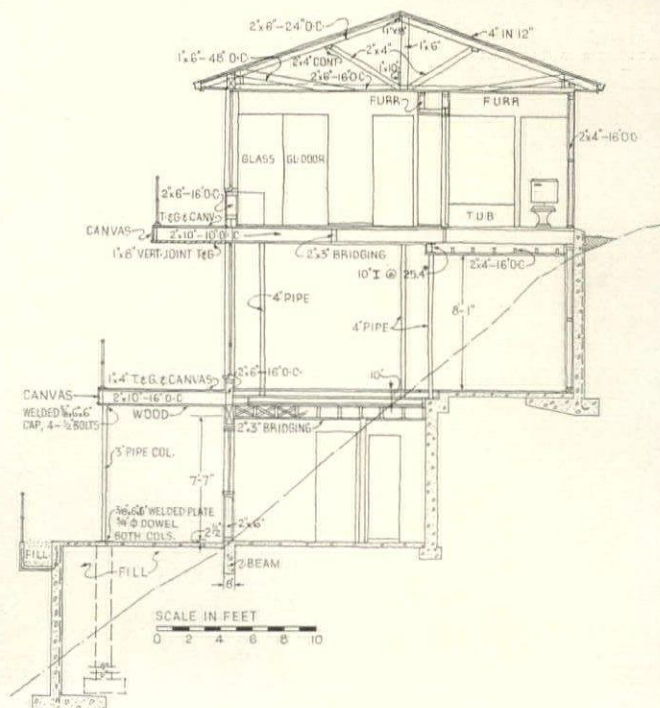 2"x6"-24"O.C
4" IN 12"
1"x6"
1"x6"-48"O.C
2"x4"CONT
2"x4"
2"x6"-16"O.C
1"x10"
FURR
FURR
2"x4"-16"O.C
GLASS
GL·DOOR
2"x6"-16"O.C
TUB
T.&G.&CANV.
CANVAS
2"x10"-10"O.C
1"x8" VERT·JOINT T&G
2"x3" BRIDGING
2"x4"-16"O.C
10" I @ 25.4
4" PIPE
4" PIPE
8'-1"
1"x4" T.&G.&CANVAS
2"x6"-16"O.C
CANVAS
2"x10"-16"O.C
10"
WELDED
CAP, 4-½"BOLTS
WOOD
2"x3" BRIDGING
3" PIPE COL.
7'-7"
WELDED PLATE
DOWEL
BOTH COLS.
2½"
2"x6"
FILL
FILL
BEAM
8"
SCALE IN FEET
0 2 4 6 8 10